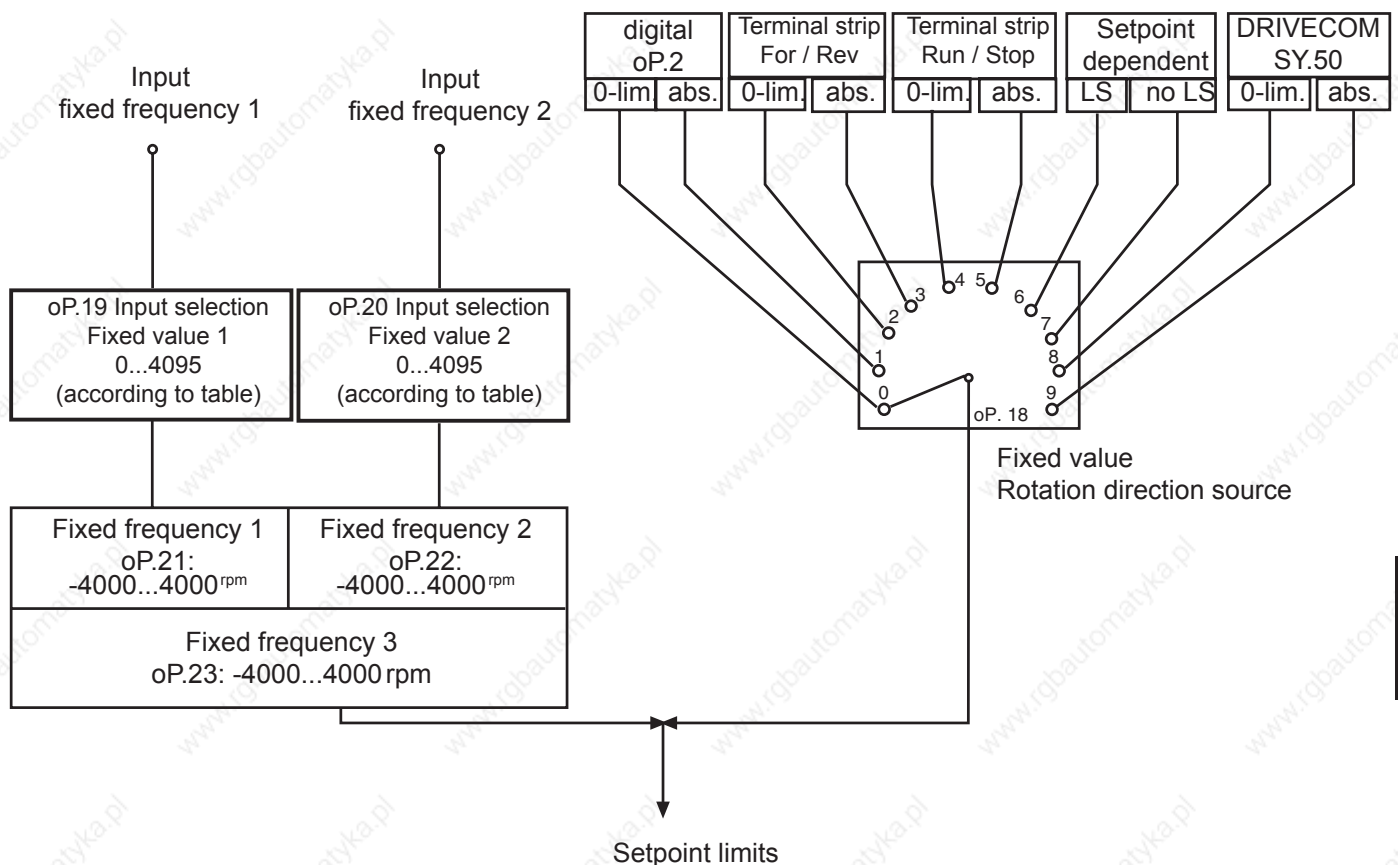 Input
fixed frequency 1
Input
fixed frequency 2
digital
oP.2
0-lim
abs.
Terminal strip
For / Rev
0-lim.
abs.
Terminal strip
Run / Stop
0-lim.
abs.
Setpoint
dependent
LS
no LS
DRIVECOM
SY.50
0-lim.
abs.
oP.19 Input selection
Fixed value 1
0...4095
(according to table)
oP.20 Input selection
Fixed value 2
0...4095
(according to table)
0
1
2
3
4
5
6
7
8
9
oP. 18
Fixed value
Rotation direction source
Fixed frequency 1
oP.21:
-4000...4000 rpm
Fixed frequency 2
oP.22:
-4000...4000 rpm
Fixed frequency 3
oP.23: -4000...4000 rpm
Setpoint limits
www.rgbautomatyka.pl